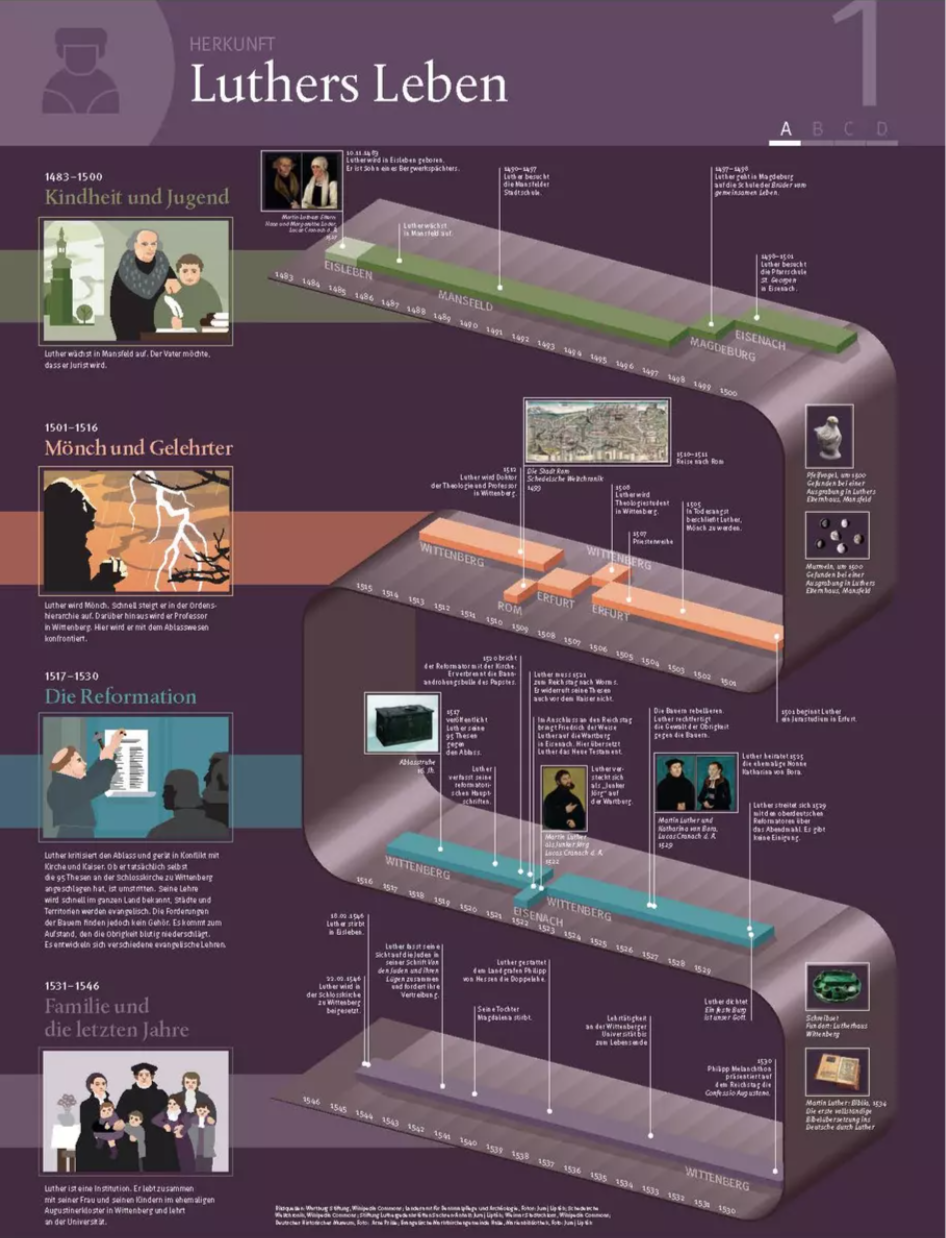 HERKUNFT
Luthers Leben
1
A B C D
1483–1500
Kindheit und Jugend
Luther wächst in Mansfeld auf. Der Vater möchte,
dass er Jurist wird.
10.11.1483
Luther wird in Eisleben geboren.
Er ist Sohn eines Bergwerkspächters.
Martin Luthers Eltern
Hans und Margarethe Luder,
Lucas Cranach d. Ä.
1527
Luther wächst
in Mansfeld auf.
1490–1497
Luther besucht
die Mansfelder
Stadtschule.
1497–1498
Luther geht in Magdeburg
auf die Schule der Brüder vom
gemeinsamen Leben.
1498–1501
Luther besucht
die Pfarrschule
St. Georgen
in Eisenach.
EISLEBEN
MANSFELD
MAGDEBURG
EISENACH
1483 1484 1485 1486 1487 1488 1489 1490 1491 1492 1493 1494 1495 1496 1497 1498 1499 1500
Pfeifvogel, um 1500
Gefunden bei einer
Ausgrabung in Luthers
Elternhaus, Mansfeld
Murmeln, um 1500
Gefunden bei einer
Ausgrabung in Luthers
Elternhaus, Mansfeld
1501–1516
Mönch und Gelehrter
Luther wird Mönch. Schnell steigt er in der Ordens-
hierarchie auf. Darüber hinaus wird er Professor
in Wittenberg. Hier wird er mit dem Ablasswesen
konfrontiert.
1512
Luther wird Doktor
der Theologie und Professor
in Wittenberg.
Die Stadt Rom
Schedelsche Weltchronik
1493
1510–1511
Reise nach Rom
1508
Luther wird
Theologiestudent
in Wittenberg.
1507
Priesterweihe
1505
In Todesangst
beschließt Luther,
Mönch zu werden.
1501 beginnt Luther
ein Jurastudium in Erfurt.
WITTENBERG
ROM
ERFURT
WITTENBERG
ERFURT
1515 1514 1513 1512 1511 1510 1509 1508 1507 1506 1505 1504 1503 1502 1501
1517–1530
Die Reformation
Luther kritisiert den Ablass und gerät in Konflikt mit
Kirche und Kaiser. Ob er tatsächlich selbst
die 95 Thesen an der Schlosskirche zu Wittenberg
angeschlagen hat, ist umstritten. Seine Lehre
wird schnell im ganzen Land bekannt, Städte und
Territorien werden evangelisch. Die Forderungen
der Bauern finden jedoch kein Gehör. Es kommt zum
Aufstand, den die Obrigkeit blutig niederschlägt.
Es entwickeln sich verschiedene evangelische Lehren.
Ablasstruhe
16. Jh.
1517
veröffentlicht
Luther seine
95 Thesen
gegen
den Ablass.
Luther
verfasst seine
reformatori-
schen Haupt-
schriften.
1520 bricht
der Reformator mit der Kirche.
Er verbrennt die Bann-
androhungsbulle des Papstes.
Luther muss 1521
zum Reichstag nach Worms.
Er widerruft seine Thesen
auch vor dem Kaiser nicht.
Im Anschluss an den Reichstag
bringt Friedrich der Weise
Luther auf die Wartburg
in Eisenach. Hier übersetzt
Luther das Neue Testament.
Luther ver-
steckt sich
als „Junker
Jörg“ auf
der Wartburg.
Martin Luther
als Junker Jörg
Lucas Cranach d. Ä.
1522
Die Bauern rebellieren.
Luther rechtfertigt
die Gewalt der Obrigkeit
gegen die Bauern.
Martin Luther und
Katharina von Bora,
Lucas Cranach d. Ä.
1529
Luther heiratet 1525
die ehemalige Nonne
Katharina von Bora.
Luther streitet sich 1529
mit den oberdeutschen
Reformatoren über
das Abendmahl. Es gibt
keine Einigung.
WITTENBERG
EISENACH
WITTENBERG
1516 1517 1518 1519 1520 1521 1522 1523 1524 1525 1526 1527 1528 1529
Luther dichtet
Ein feste Burg
ist unser Gott.
1530
Philipp Melanchthon
präsentiert auf
dem Reichstag die
Confessio Augustana.
Schreibset
Fundort: Lutherhaus
Wittenberg
Martin Luther: Biblia, 1534
Die erste vollständige
Bibelübersetzung ins
Deutsche durch Luther
1531–1546
Familie und
die letzten Jahre
Luther ist eine Institution. Er lebt zusammen
mit seiner Frau und seinen Kindern im ehemaligen
Augustinerkloster in Wittenberg und lehrt
an der Universität.
18.02.1546
Luther stirbt
in Eisleben.
22.02.1546
Luther wird in
der Schlosskirche
zu Wittenberg
beigesetzt.
Luther fasst seine
Sicht auf die Juden in
seiner Schrift Von
den Juden und ihren
Lügen zusammen
und fordert ihre
Vertreibung.
Seine Tochter
Magdalena stirbt.
Luther gestattet
dem Landgrafen Philipp
von Hessen die Doppelehe.
Lehrtätigkeit
an der Wittenberger
Universität bis
zum Lebensende
WITTENBERG
1546 1545 1544 1543 1542 1541 1540 1539 1538 1537 1536 1535 1534 1533 1532 1531 1530